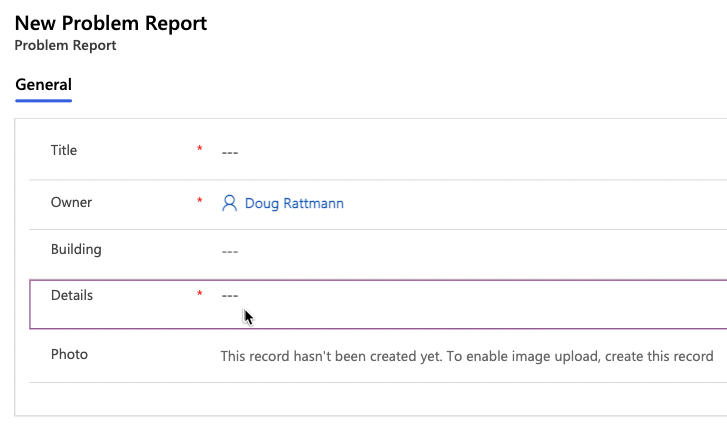 New Problem Report
Problem Report
General
Title * ---
Owner * Doug Rattmann
Building ---
Details * ---
Photo This record hasn't been created yet. To enable image upload, create this record